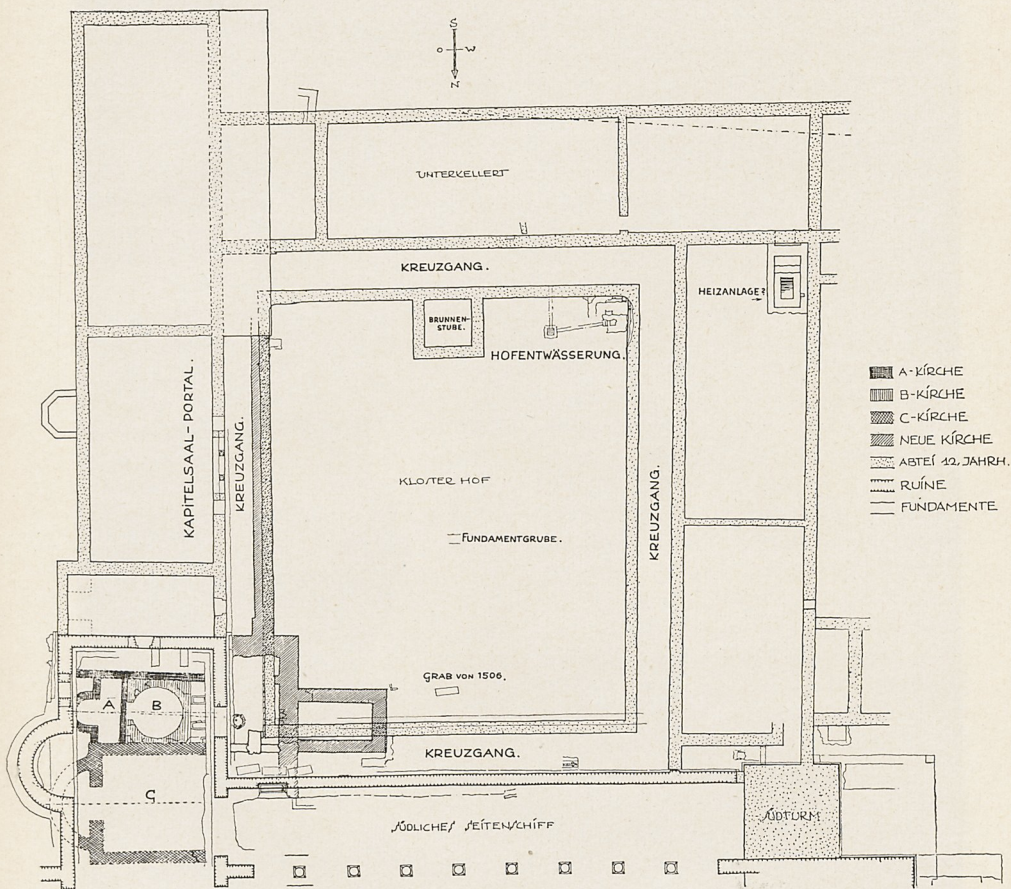 S
O W
N
UNTERKELLERT
KREUZGANG.
HEIZANLAGE?
BRUNNEN-
STUBE.
HOFENTWÄSSERUNG.
KAPITELSAAL-PORTAL.
KREUZGANG.
KLOSTER HOF
KREUZGANG.
FUNDAMENTGRUBE.
A-KIRCHE
B-KIRCHE
C-KIRCHE
NEUE KIRCHE
ABTEI 12. JAHRH.
RUINE
FUNDAMENTE
GRAB VON 1506.
A
B
C
KREUZGANG.
SÜDLICHES SEITENSCHIFF
SÜDTURM